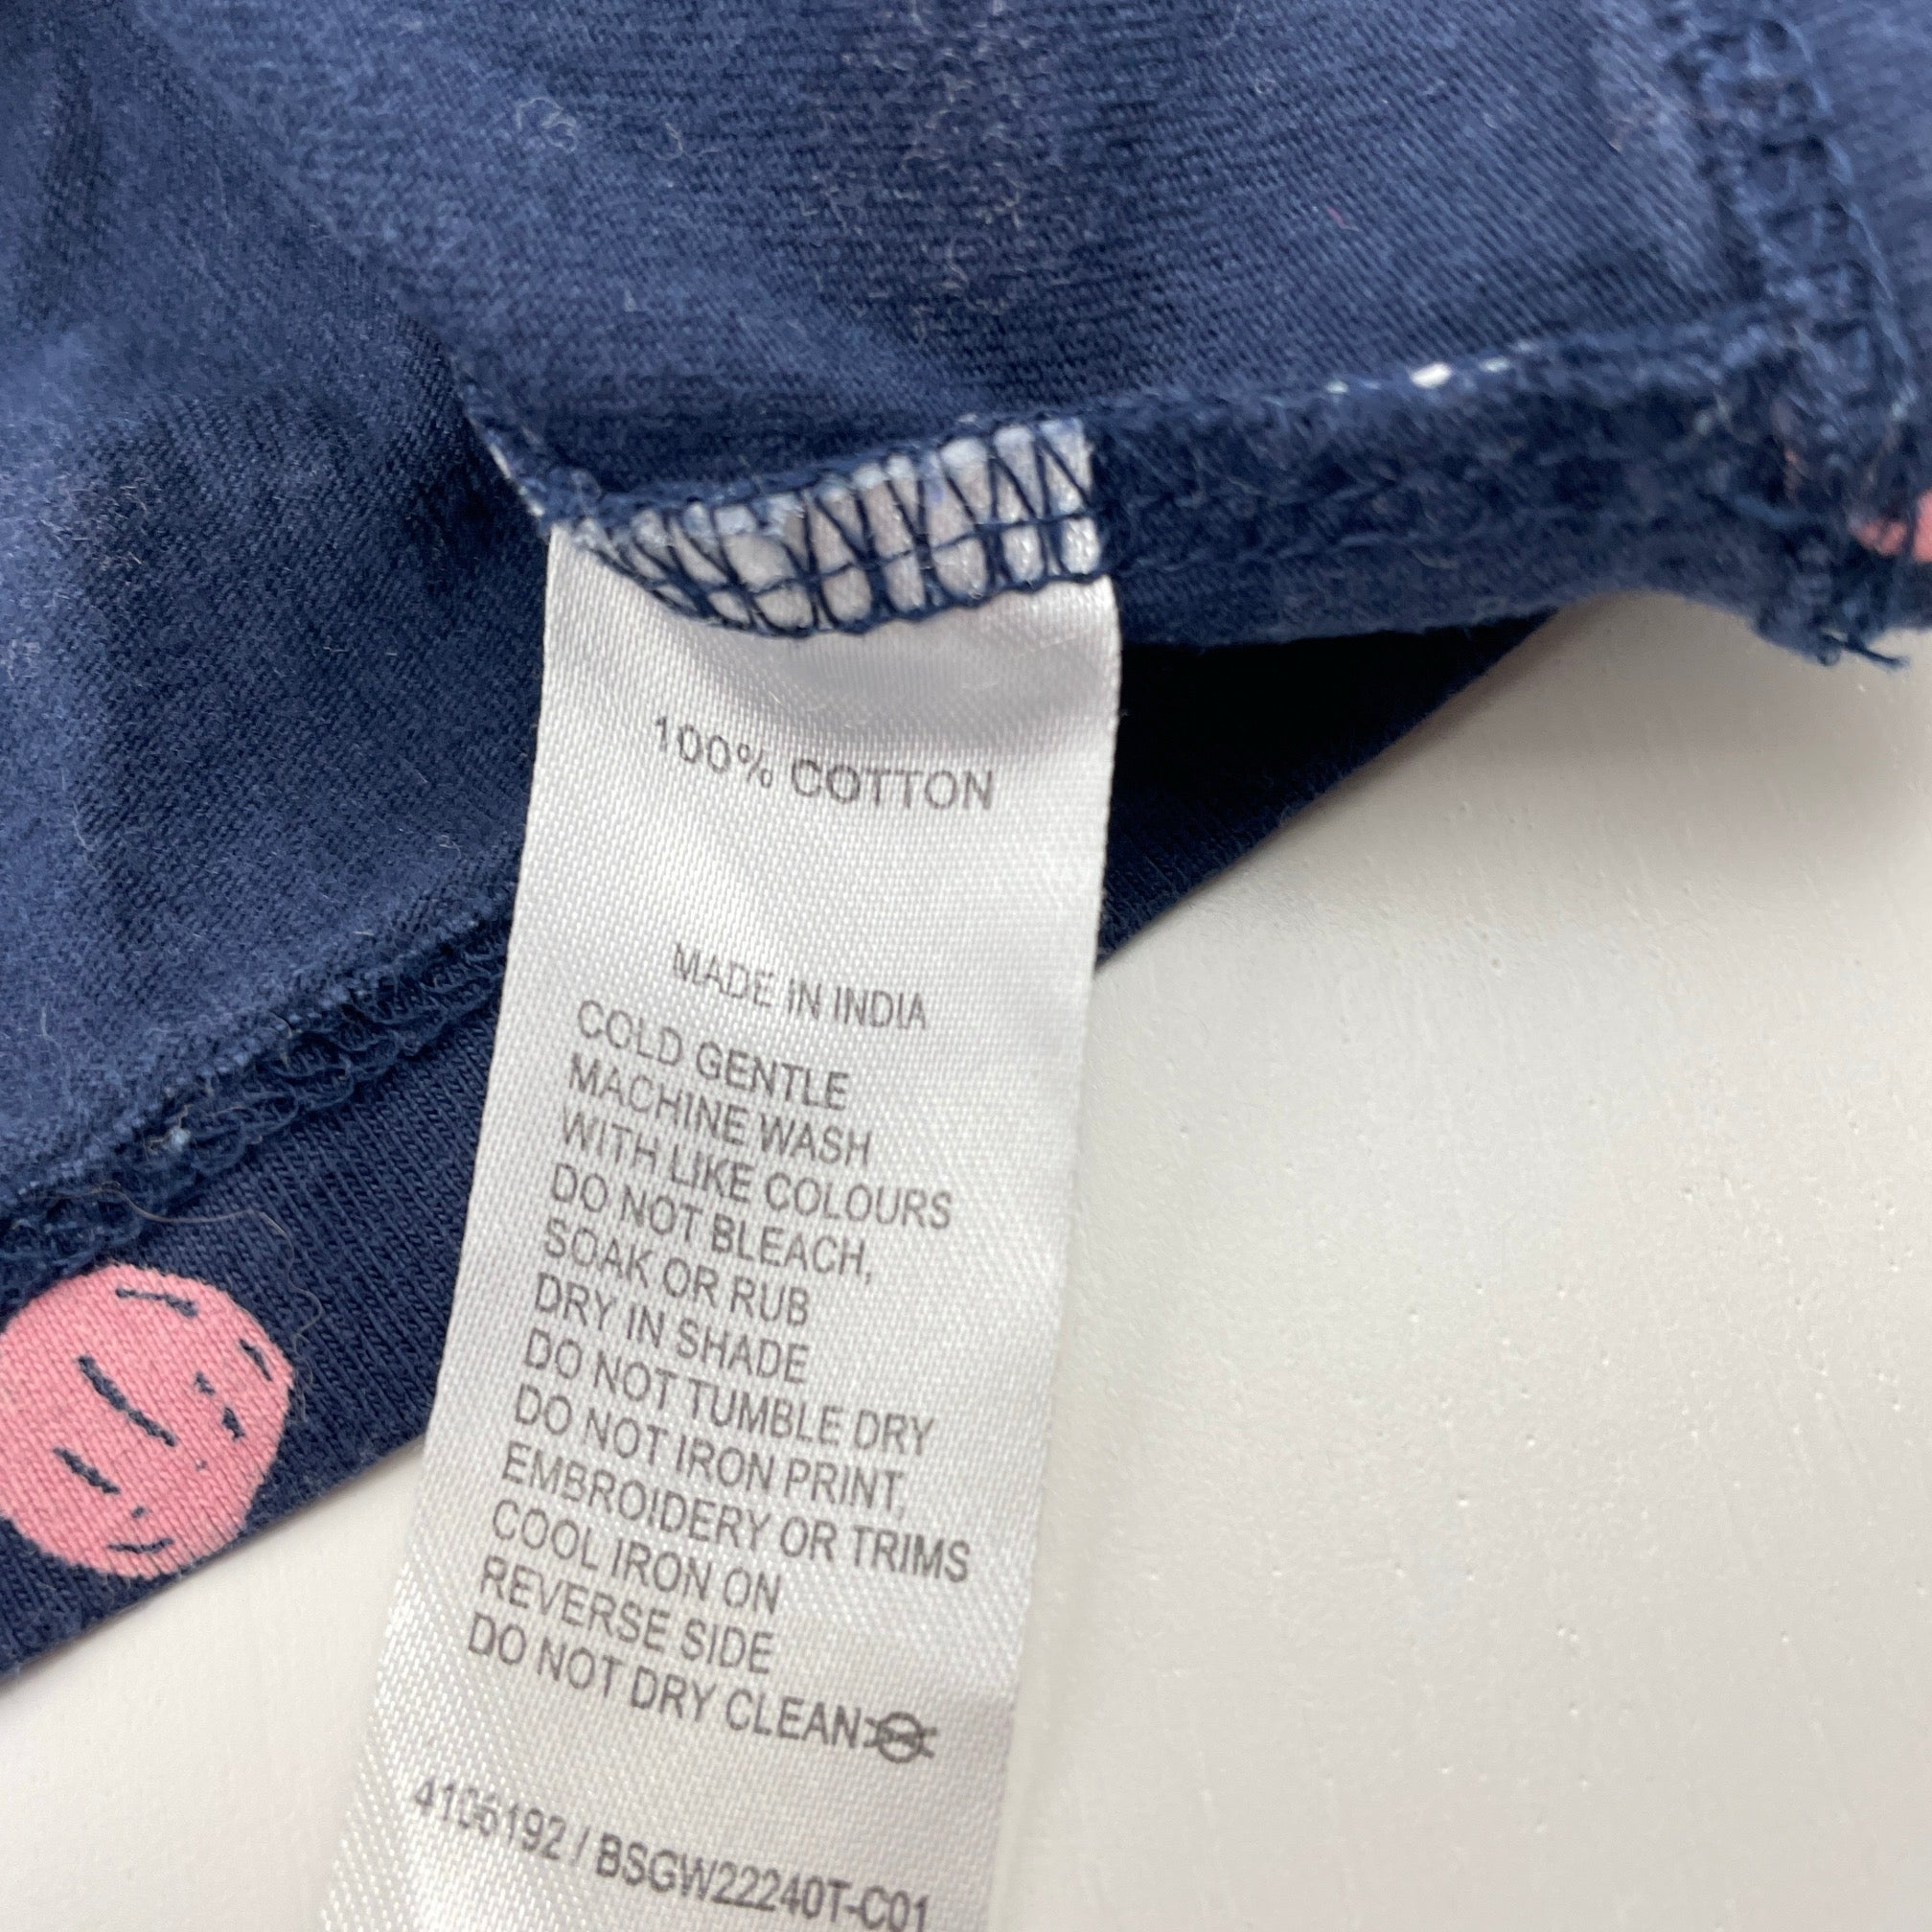 100% COTTON
MADE IN INDIA
COLD GENTLE
MACHINE WASH
WITH LIKE COLOURS
DO NOT BLEACH,
SOAK OR RUB
DRY IN SHADE
DO NOT TUMBLE DRY
DO NOT IRON PRINT,
EMBROIDERY OR TRIMS
COOL IRON ON
REVERSE SIDE
DO NOT DRY CLEAN
4106192 / BSGW22240T-C01